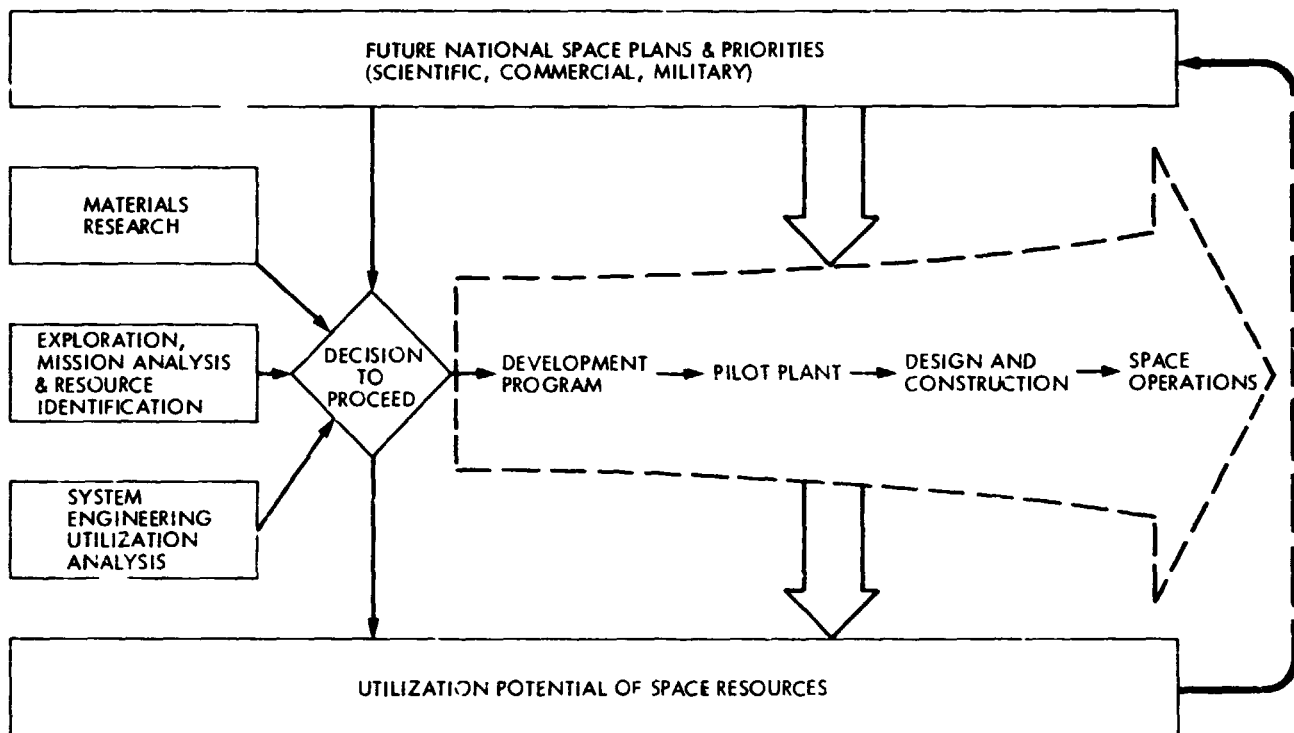 FUTURE NATIONAL SPACE PLANS & PRIORITIES
(SCIENTIFIC, COMMERCIAL, MILITARY)
MATERIALS
RESEARCH
EXPLORATION,
MISSION ANALYSIS
& RESOURCE
IDENTIFICATION
SYSTEM
ENGINEERING
UTILIZATION
ANALYSIS
DECISION
TO
PROCEED
DEVELOPMENT
PROGRAM
PILOT PLANT
DESIGN AND
CONSTRUCTION
SPACE
OPERATIONS
UTILIZATION POTENTIAL OF SPACE RESOURCES